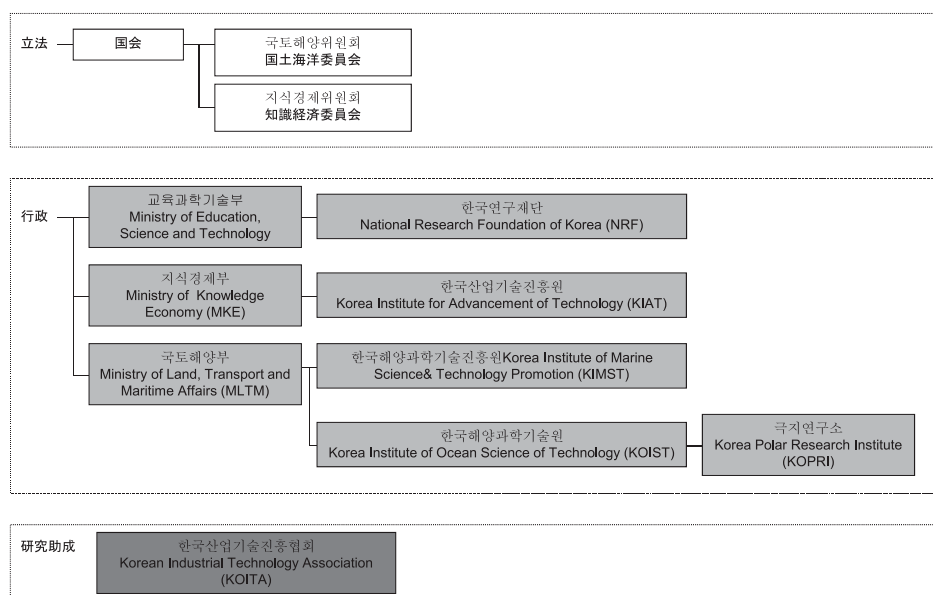 立法
国会
국토해양위원회
国土海洋委員会
지식경제위원회
知識経済委員会
行政
교육과학기술부
Ministry of Education,
Science and Technology
한국연구재단
National Research Foundation of Korea (NRF)
지식경제부
Ministry of Knowledge
Economy (MKE)
한국산업기술진흥원
Korea Institute for Advancement of Technology (KIAT)
국토해양부
Ministry of Land, Transport and
Maritime Affairs (MLTM)
한국해양과학기술진흥원Korea Institute of Marine
Science& Technology Promotion (KIMST)
한국해양과학기술원
Korea Institute of Ocean Science of Technology (KOIST)
극지연구소
Korea Polar Research Institute
(KOPRI)
研究助成
한국산업기술진흥협회
Korean Industrial Technology Association
(KOITA)